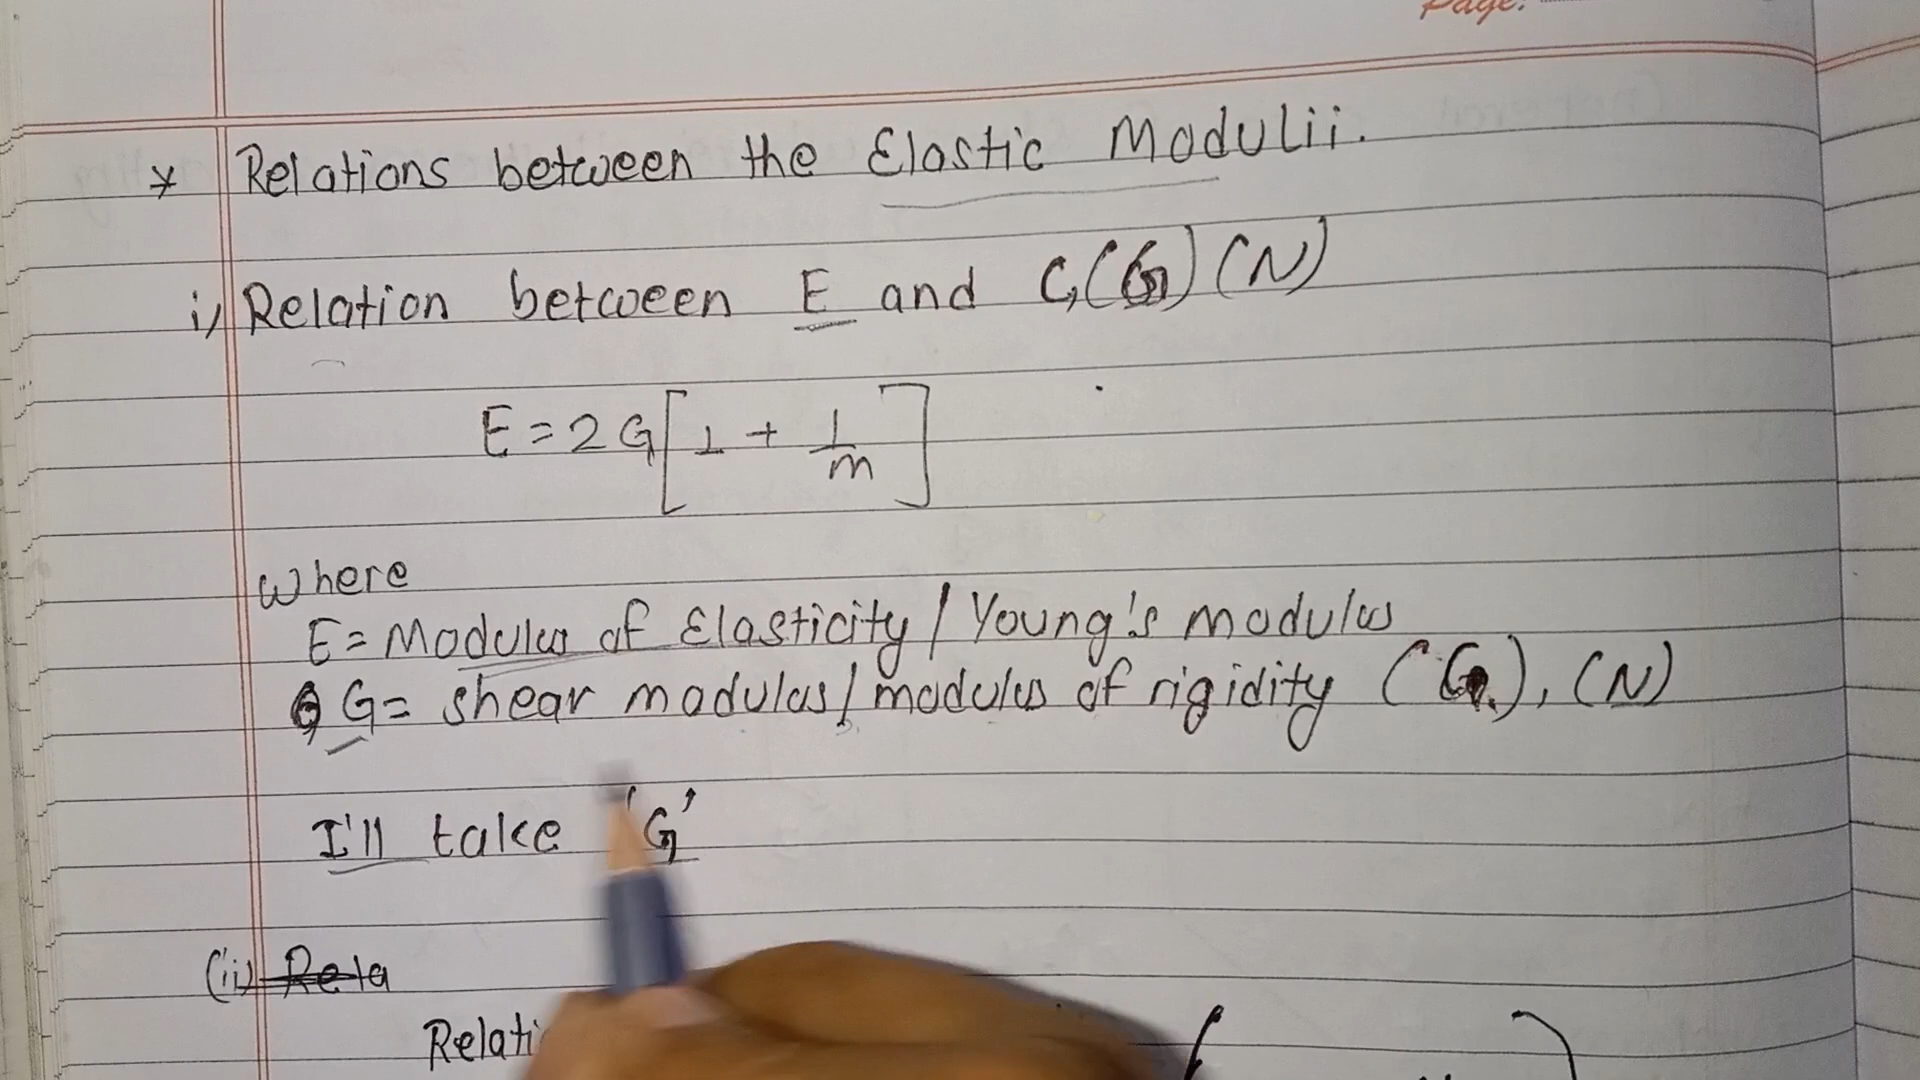 Page:
* Relations between the Elastic Modulii.
i) Relation between E and C, (G) (N)
E = 2G[1 + 1/m]
where
E = Modulus of Elasticity / Young's modulus
G = shear modulus / modulus of rigidity (G), (N)
I'll take 'G'
(ii) Rela
Relati